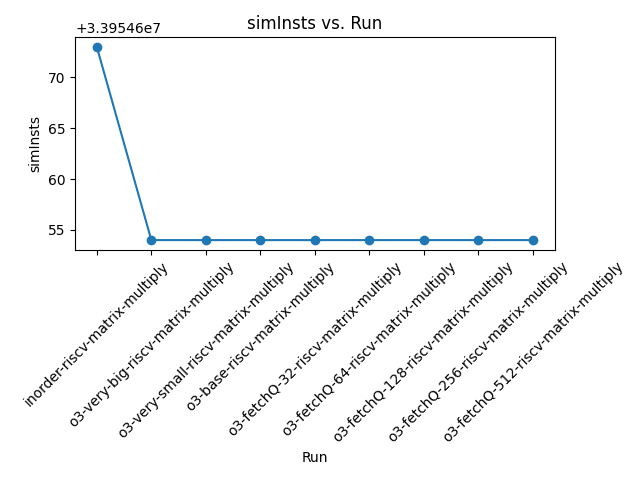 simInsts vs. Run
+3.39546e7
70
65
60
55
simInsts
inorder-riscv-matrix-multiply
o3-very-big-riscv-matrix-multiply
o3-very-small-riscv-matrix-multiply
o3-base-riscv-matrix-multiply
o3-fetchQ-32-riscv-matrix-multiply
o3-fetchQ-64-riscv-matrix-multiply
o3-fetchQ-128-riscv-matrix-multiply
o3-fetchQ-256-riscv-matrix-multiply
o3-fetchQ-512-riscv-matrix-multiply
Run